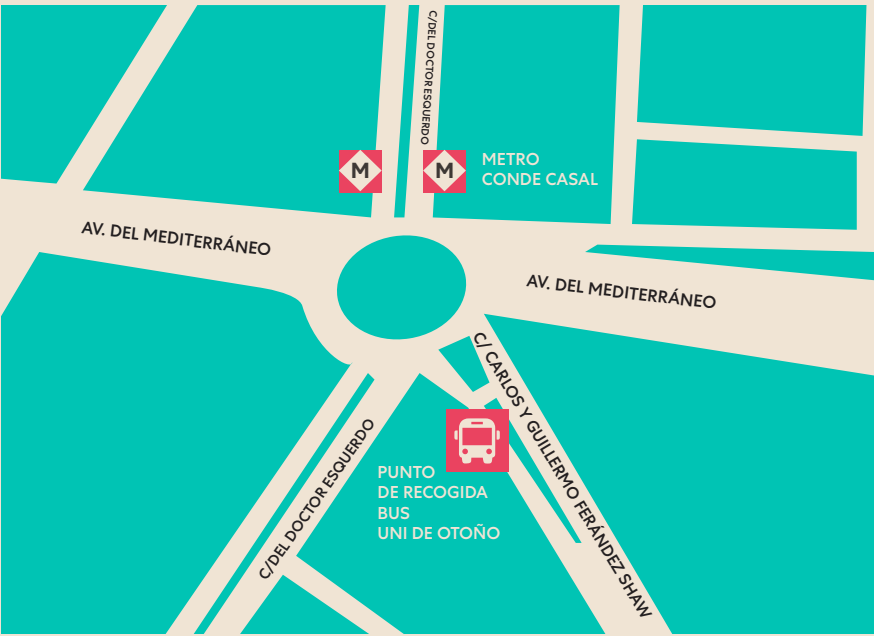 C/DEL DOCTOR ESQUERDO
M
M
METRO
CONDE CASAL
AV. DEL MEDITERRÁNEO
AV. DEL MEDITERRÁNEO
C/ CARLOS Y GUILLERMO FERÁNDEZ SHAW
C/DEL DOCTOR ESQUERDO
PUNTO
DE RECOGIDA
BUS
UNI DE OTOÑO